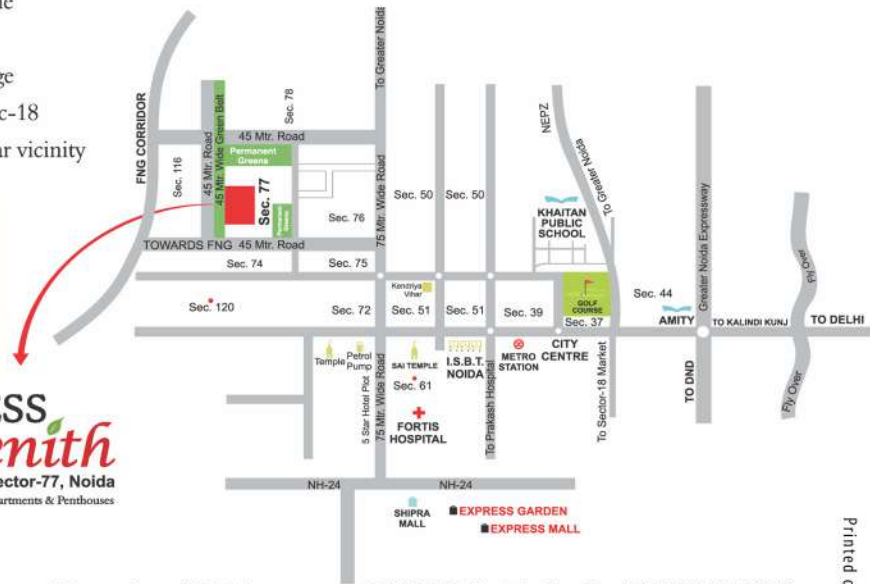 To Greater Noida
FNG CORRIDOR
Sec. 78
45 Mtr. Road
45 Mtr. Wide Green Belt
45 Mtr. Road
Permanent
Greens
Sec. 116
Sec. 77
Permanent
Greens
Sec. 76
75 Mtr. Wide Road
Sec. 50
Sec. 50
NEPZ
To Greater Noida
KHAITAN
PUBLIC
SCHOOL
Greater Noida Expressway
Fly Over
TOWARDS FNG 45 Mtr. Road
Sec. 74
Sec. 75
Sec. 120
Sec. 72
Kendriya
Vihar
Sec. 51
Sec. 51
Sec. 39
GOLF
COURSE
Sec. 37
Sec. 44
AMITY
TO KALINDI KUNJ
TO DELHI
Temple
Petrol
Pump
SAI TEMPLE
I.S.B.T.
NOIDA
METRO
STATION
CITY
CENTRE
5 Star Hotel Plot
75 Mtr. Wide Road
Sec. 61
FORTIS
HOSPITAL
To Prakash Hospital
To Sector-18 Market
TO DND
Fly Over
NH-24
NH-24
SHIPRA
MALL
EXPRESS GARDEN
EXPRESS MALL
ge
c-18
ar vicinity
ess
enith
ector-77, Noida
artments & Penthouses
Printed